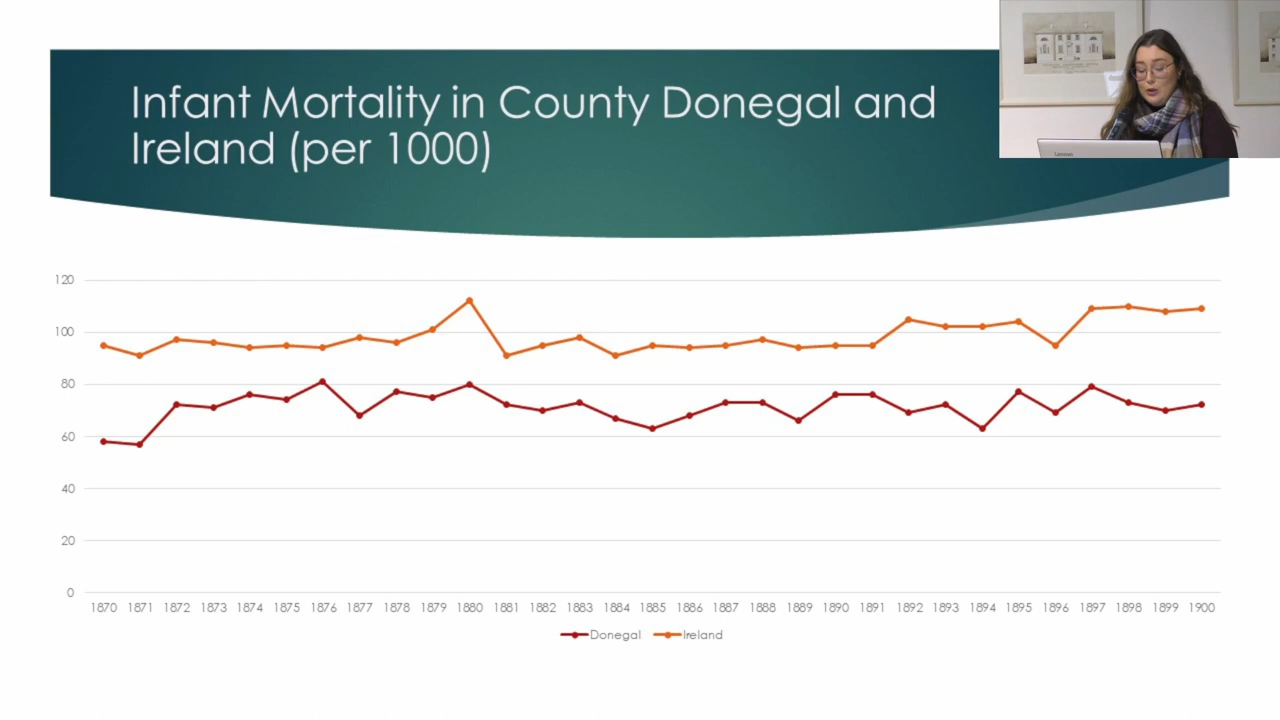 Infant Mortality in County Donegal and
Ireland (per 1000)
120
100
80
60
40
20
0
1870 1871 1872 1873 1874 1875 1876 1877 1878 1879 1880 1881 1882 1883 1884 1885 1886 1887 1888 1889 1890 1891 1892 1893 1894 1895 1896 1897 1898 1899 1900
Donegal Ireland
Lenovo